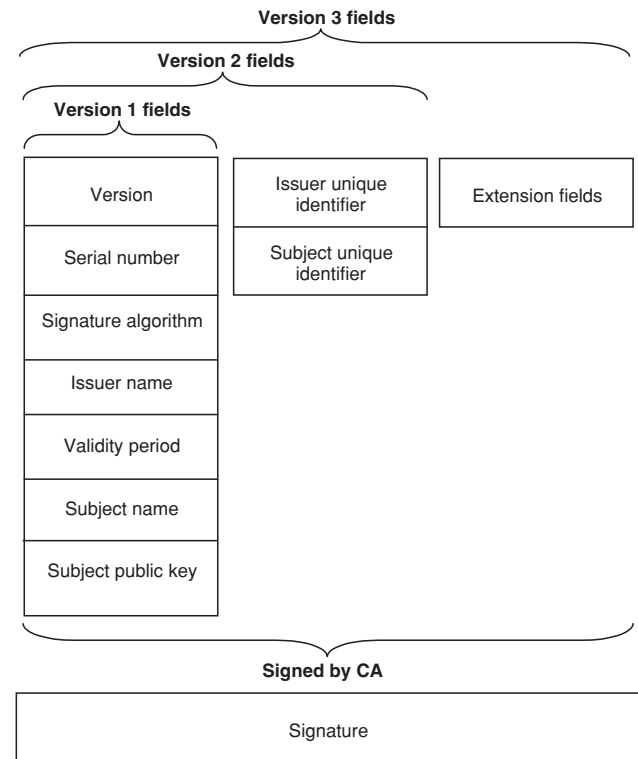 Version 3 fields
Version 2 fields
Version 1 fields
Version
Serial number
Signature algorithm
Issuer name
Validity period
Subject name
Subject public key
Issuer unique
identifier
Subject unique
identifier
Extension fields
Signed by CA
Signature